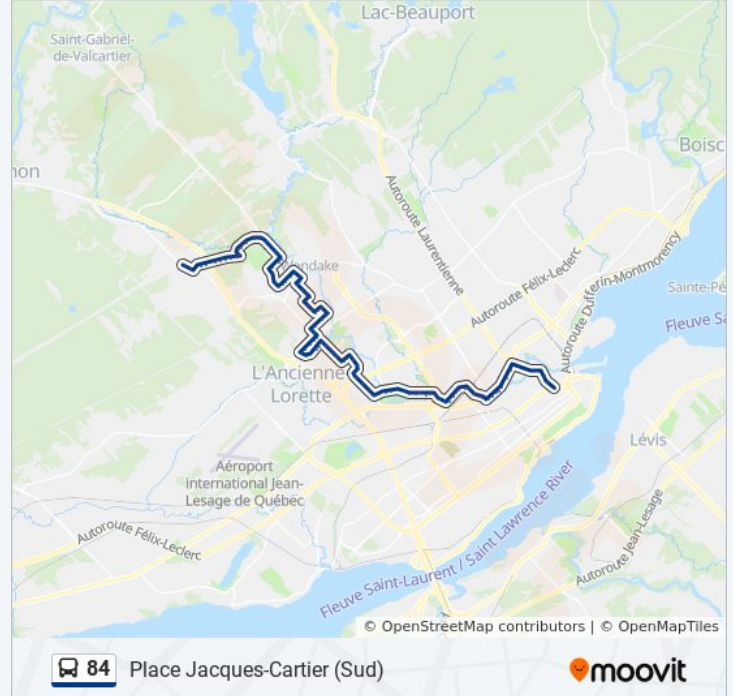 Lac-Beauport
Saint-Gabriel-
de-Valcartier
Boisc
non
Autoroute Laurentienne
Wendake
Autoroute Félix-Leclerc
Autoroute Dufferin-Montmorency
Sainte-Pé
Fleuve Sa
L'Ancienne
Lorette
Lévis
Aéroport
international Jean-
Lesage de Québec
Autoroute Félix-Leclerc
Fleuve Saint-Laurent / Saint Lawrence River
Autoroute Jean-Lesage
© OpenStreetMap contributors | © OpenMapTiles
84 Place Jacques-Cartier (Sud)
moovit